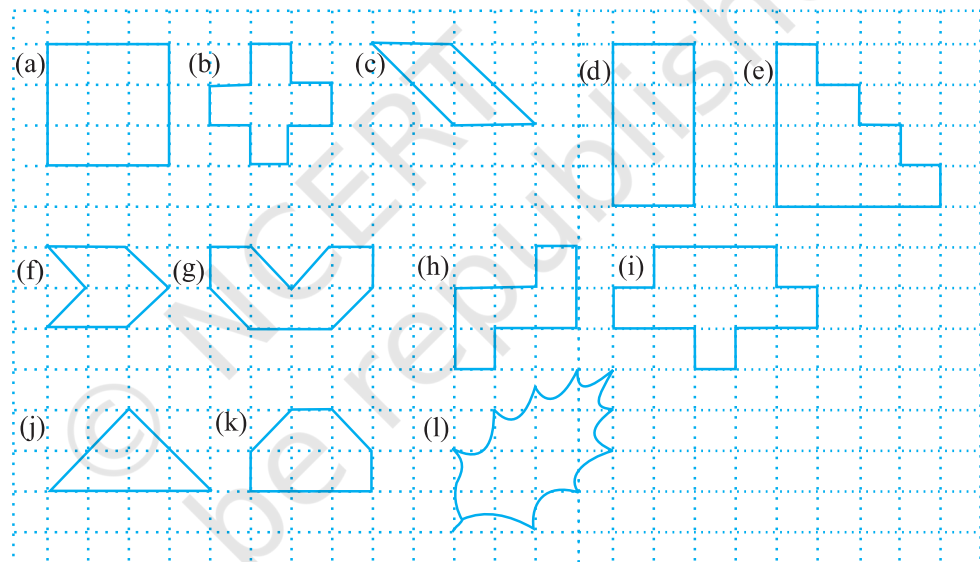 (a) (b) (c) (d) (e)
(f) (g) (h) (i)
(j) (k) (l)
© NCERT
be republish